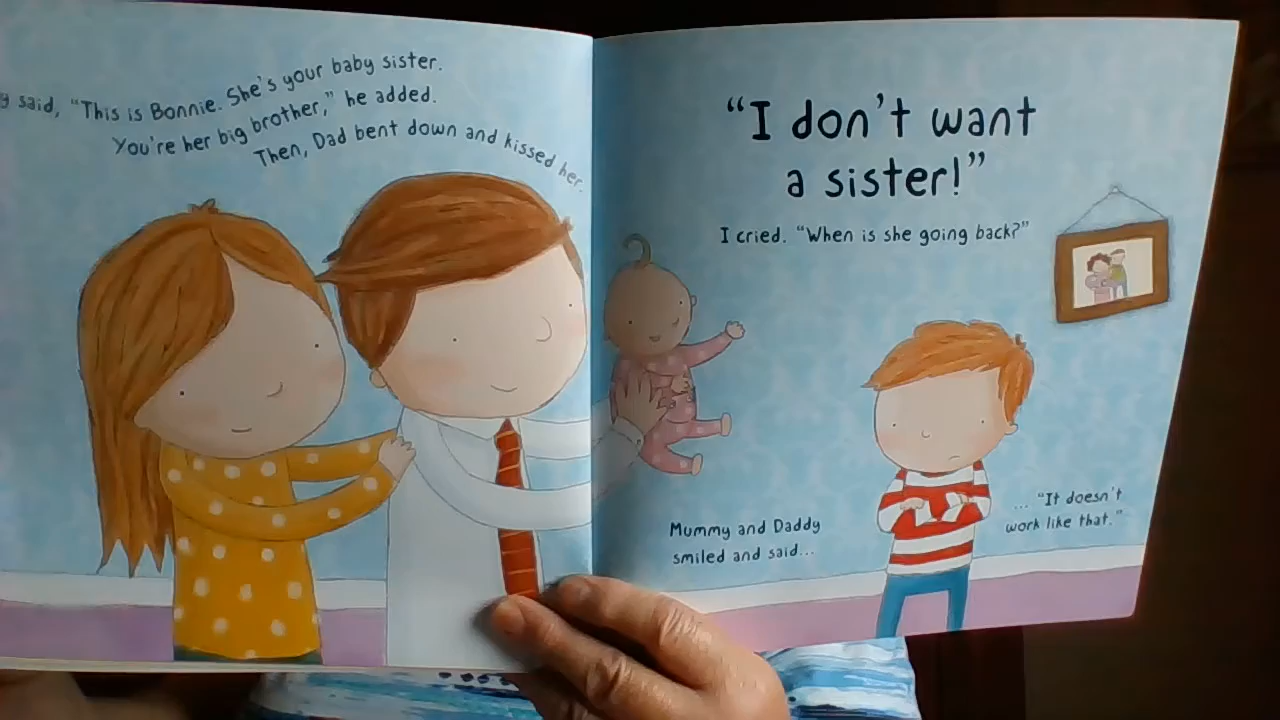 said, "This is Bonnie. She's your baby sister.
You're her big brother," he added.
Then, Dad bent down and kissed her.
"I don't want
a sister!"
I cried. "When is she going back?"
Mummy and Daddy
smiled and said...
... "It doesn't
work like that."